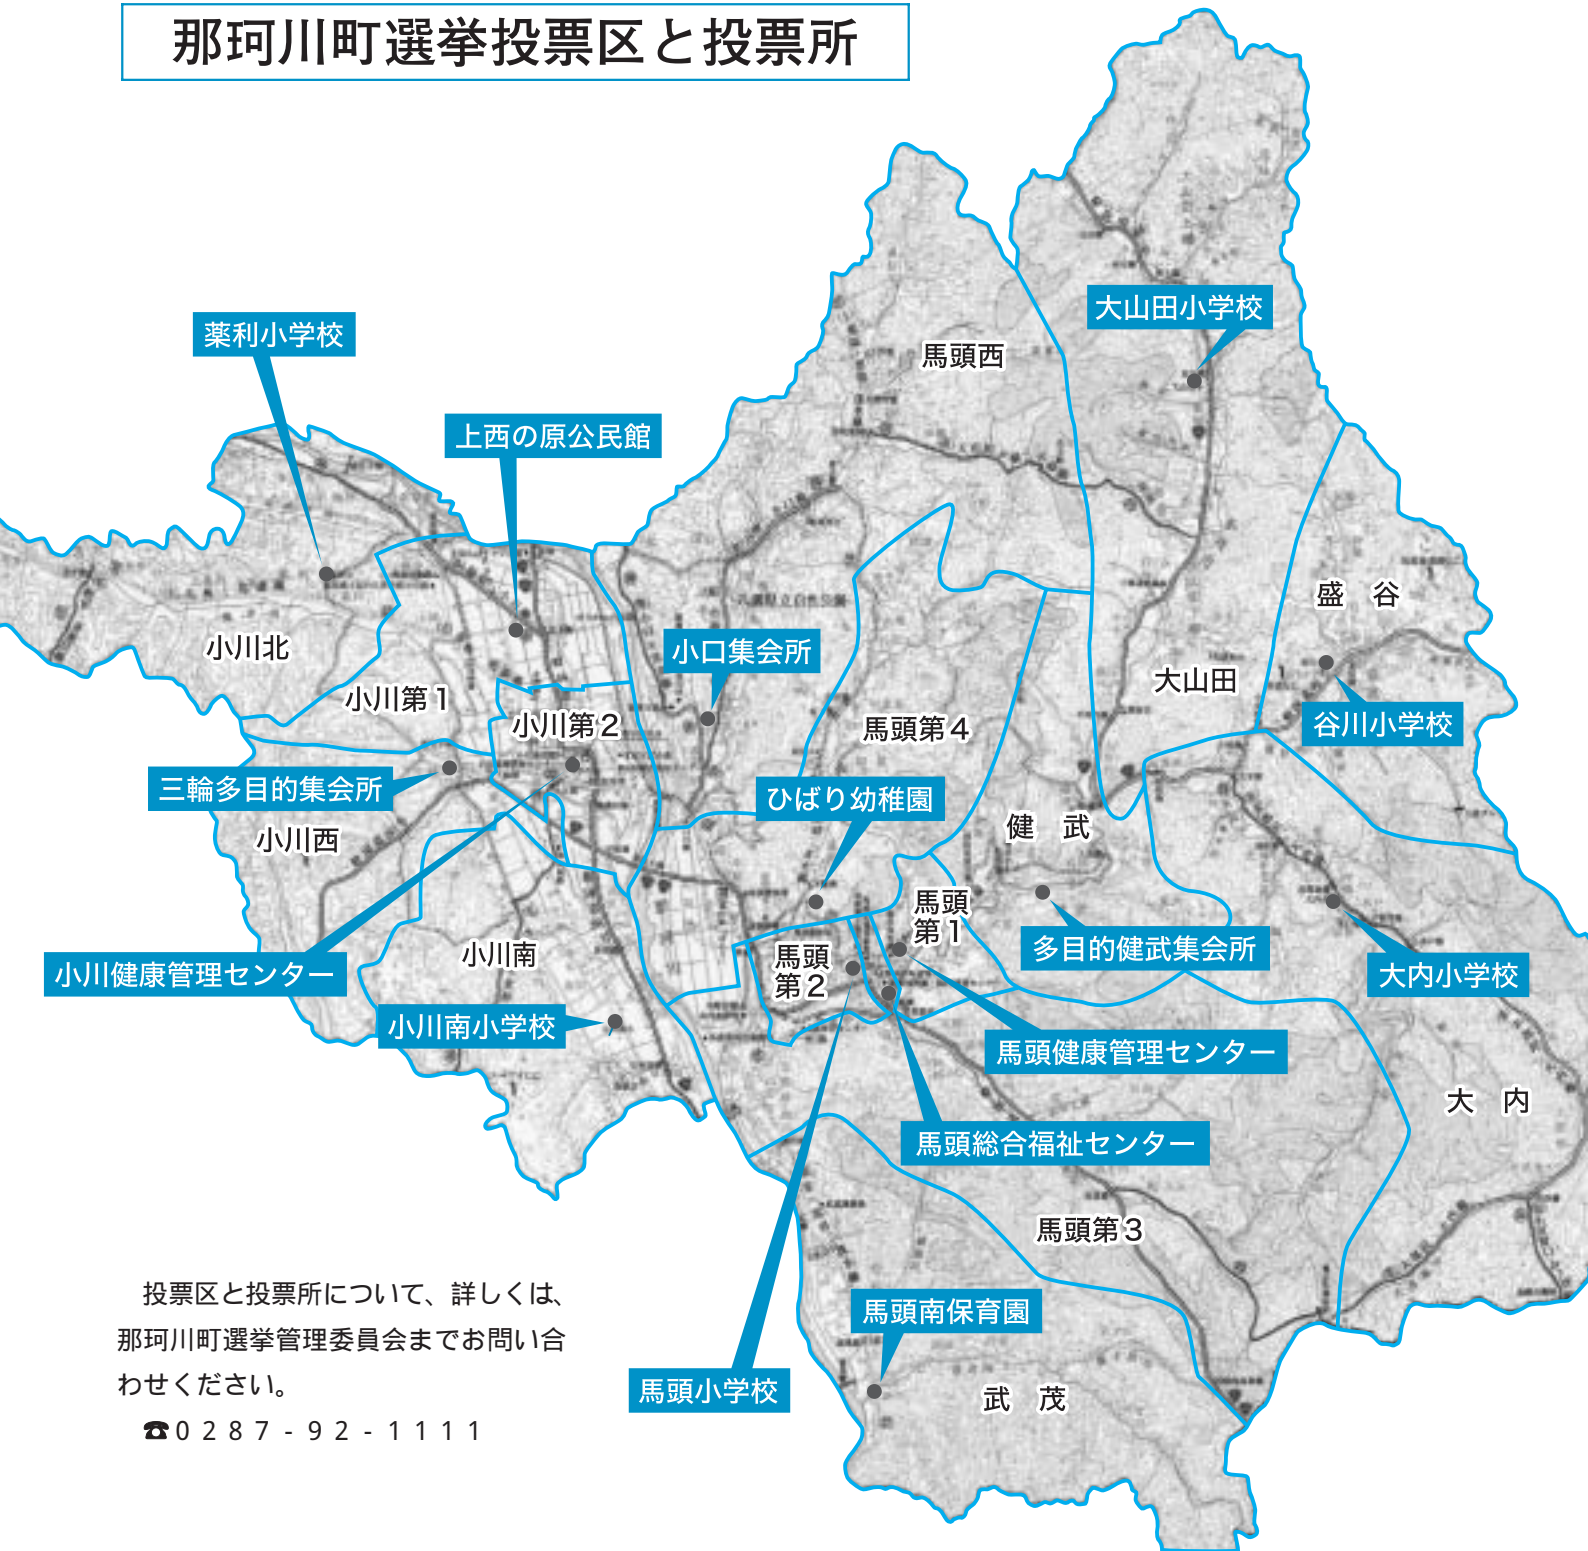 那珂川町選挙投票区と投票所
大山田小学校
薬利小学校
馬頭西
上西の原公民館
盛　谷
小川北
小口集会所
大山田
小川第１
小川第２
馬頭第４
谷川小学校
三輪多目的集会所
ひばり幼稚園
小川西
健　武
馬頭
第１
小川南
多目的健武集会所
馬頭
第２
小川健康管理センター
大内小学校
小川南小学校
馬頭健康管理センター
大　内
馬頭総合福祉センター
馬頭第３
馬頭南保育園
馬頭小学校
武　茂
投票区と投票所について、詳しくは、
那珂川町選挙管理委員会までお問い合
わせください。
☎0287-92-1111